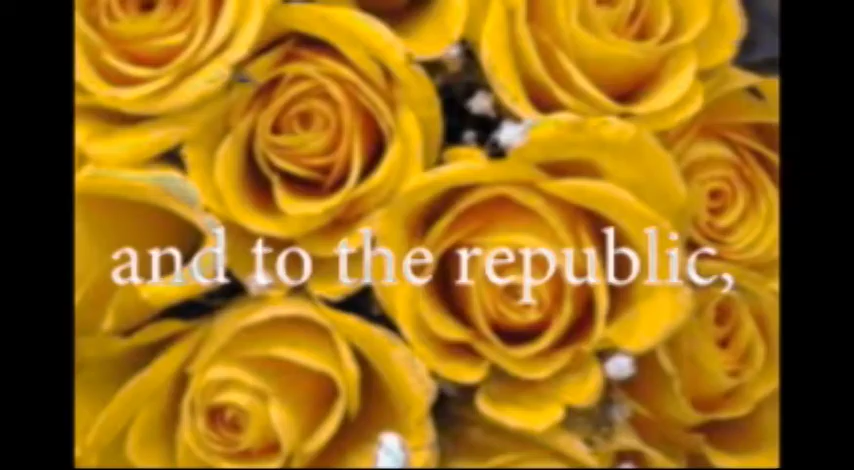 and to the republic,